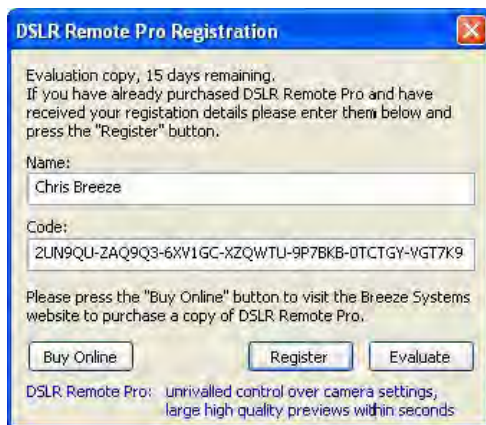 DSLR Remote Pro Registration
Evaluation copy, 15 days remaining.
If you have already purchased DSLR Remote Pro and have
received your registation details please enter them below and
press the "Register" button.
Name:
Chris Breeze
Code:
2UN9QU-ZAQ9Q3-6XV1GC-XZQWTU-9P7BKB-0TCTGY-VGT7K9
Please press the "Buy Online" button to visit the Breeze Systems
website to purchase a copy of DSLR Remote Pro.
Buy Online Register Evaluate
DSLR Remote Pro: unrivalled control over camera settings,
large high quality previews within seconds